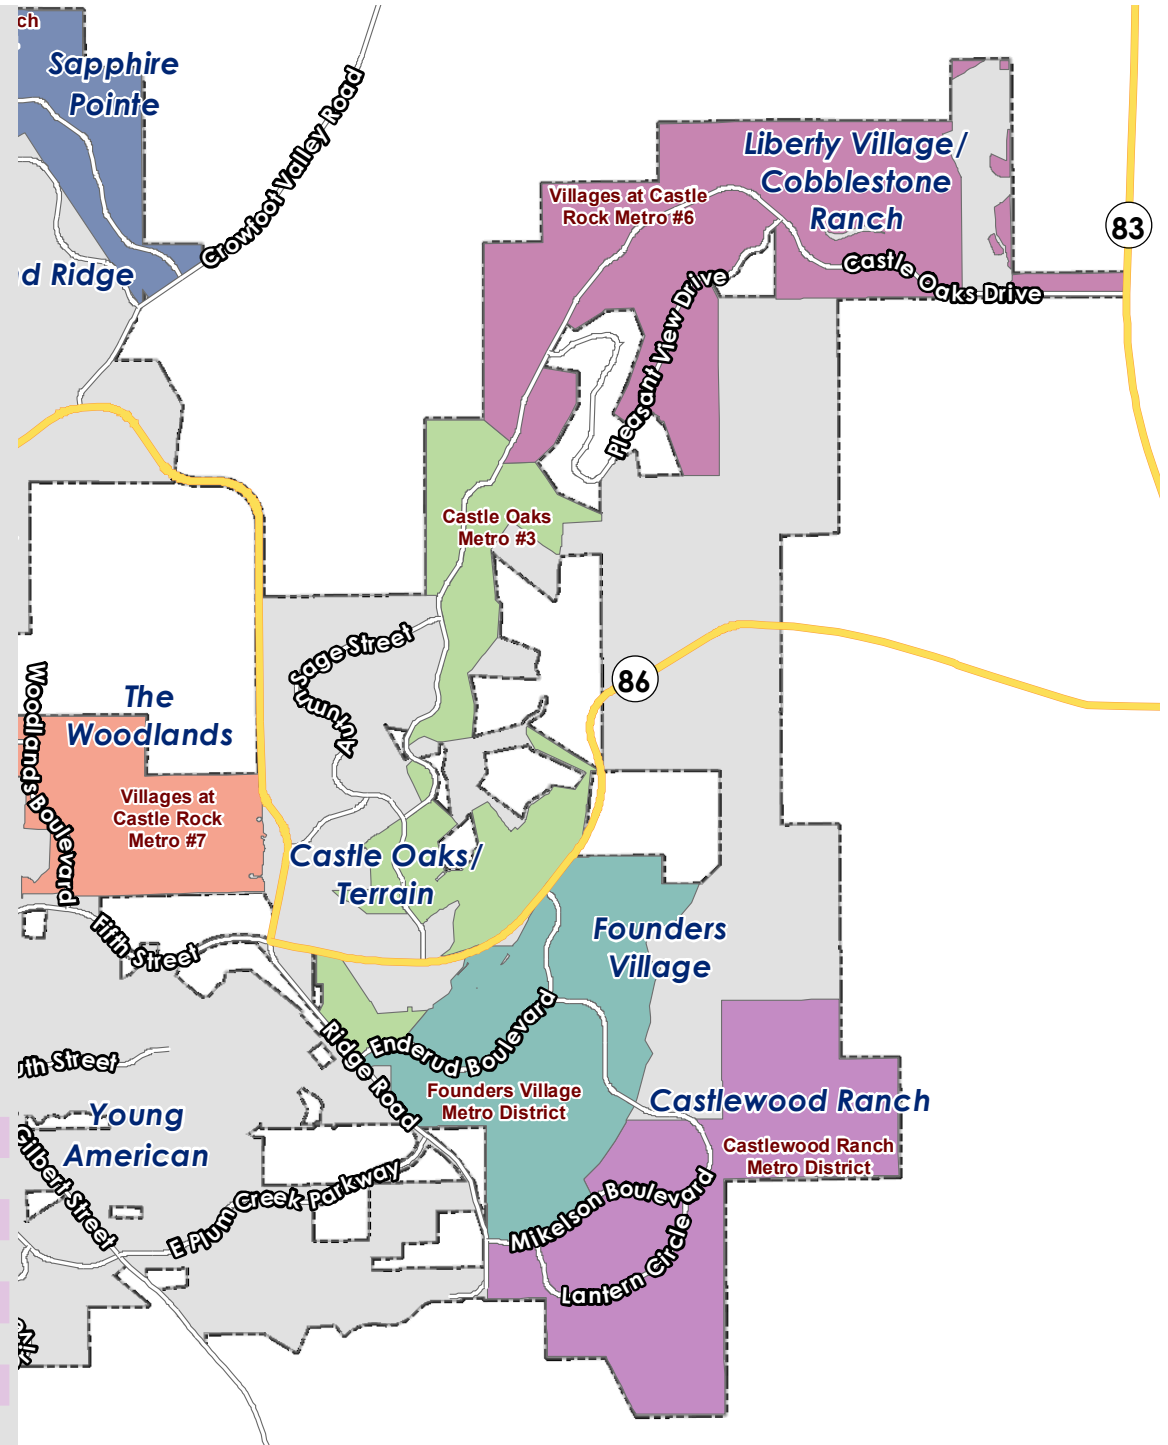 ch
Sapphire
Pointe
Crowfoot Valley Road
d Ridge
Liberty Village/
Cobblestone
Ranch
Villages at Castle
Rock Metro #6
83
Castle Oaks Drive
Pleasant View Drive
Castle Oaks
Metro #3
Sage Street
Autumn
86
Woodlands Boulevard
The
Woodlands
Villages at
Castle Rock
Metro #7
Castle Oaks/
Terrain
Fifth Street
Founders
Village
Enderud Boulevard
Ridge Road
uth Street
Founders Village
Metro District
Castlewood Ranch
Castlewood Ranch
Metro District
Young
American
Gilbert Street
E Plum Creek Parkway
Mikelson Boulevard
Lantern Circle